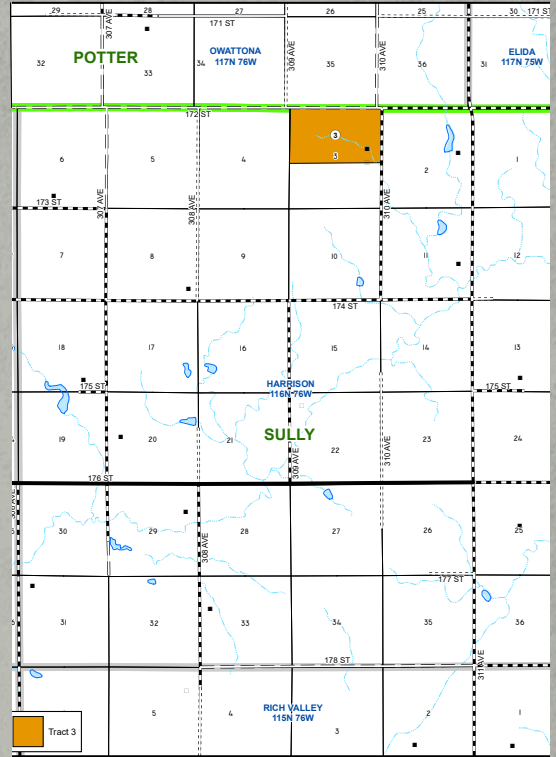 29
28
27
26
25
30
171 ST
171 ST
307 AVE
309 AVE
310 AVE
POTTER
OWATTONA
117N 76W
ELIDA
117N 75W
32
33
34
35
36
31
172 ST
3
6
5
4
3
2
1
173 ST
307 AVE
308 AVE
310 AVE
7
8
9
10
11
12
174 ST
18
17
16
15
14
13
175 ST
175 ST
HARRISON
116N 76W
SULLY
19
20
21
22
23
24
309 AVE
310 AVE
176 ST
30
29
28
27
26
25
308 AVE
177 ST
31
32
33
34
35
36
178 ST
311 AVE
RICH VALLEY
115N 76W
5
4
3
2
1
Tract 3